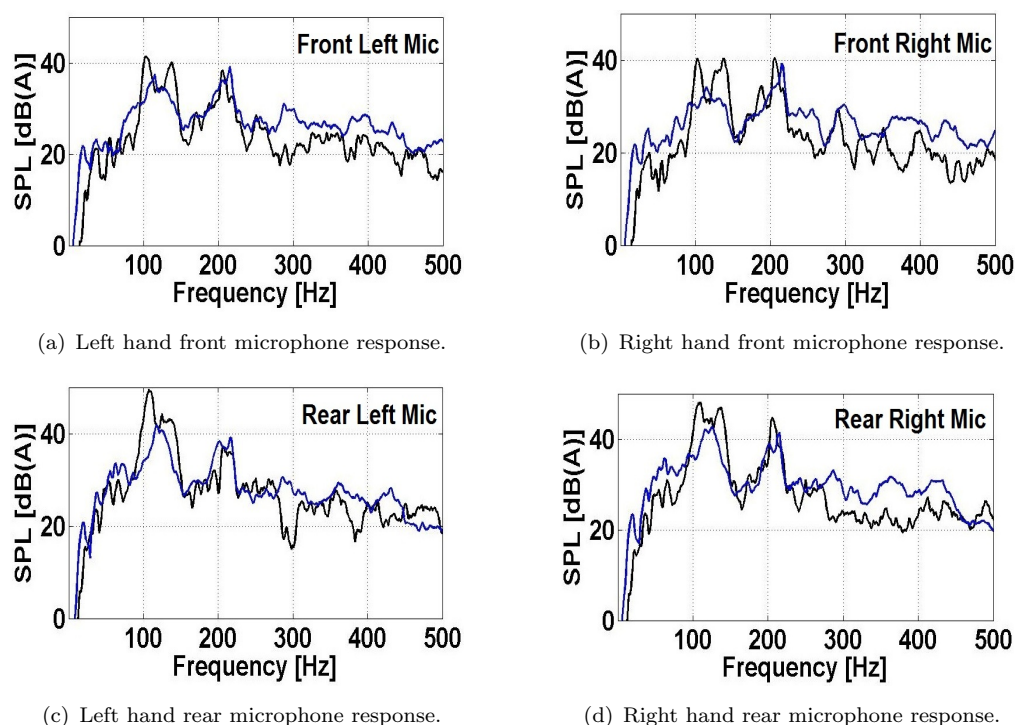 Front Left Mic
SPL [dB(A)]
40
20
0
100 200 300 400 500
Frequency [Hz]
(a) Left hand front microphone response.
Front Right Mic
SPL [dB(A)]
40
20
0
100 200 300 400 500
Frequency [Hz]
(b) Right hand front microphone response.
Rear Left Mic
SPL [dB(A)]
40
20
0
100 200 300 400 500
Frequency [Hz]
(c) Left hand rear microphone response.
Rear Right Mic
SPL [dB(A)]
40
20
0
100 200 300 400 500
Frequency [Hz]
(d) Right hand rear microphone response.